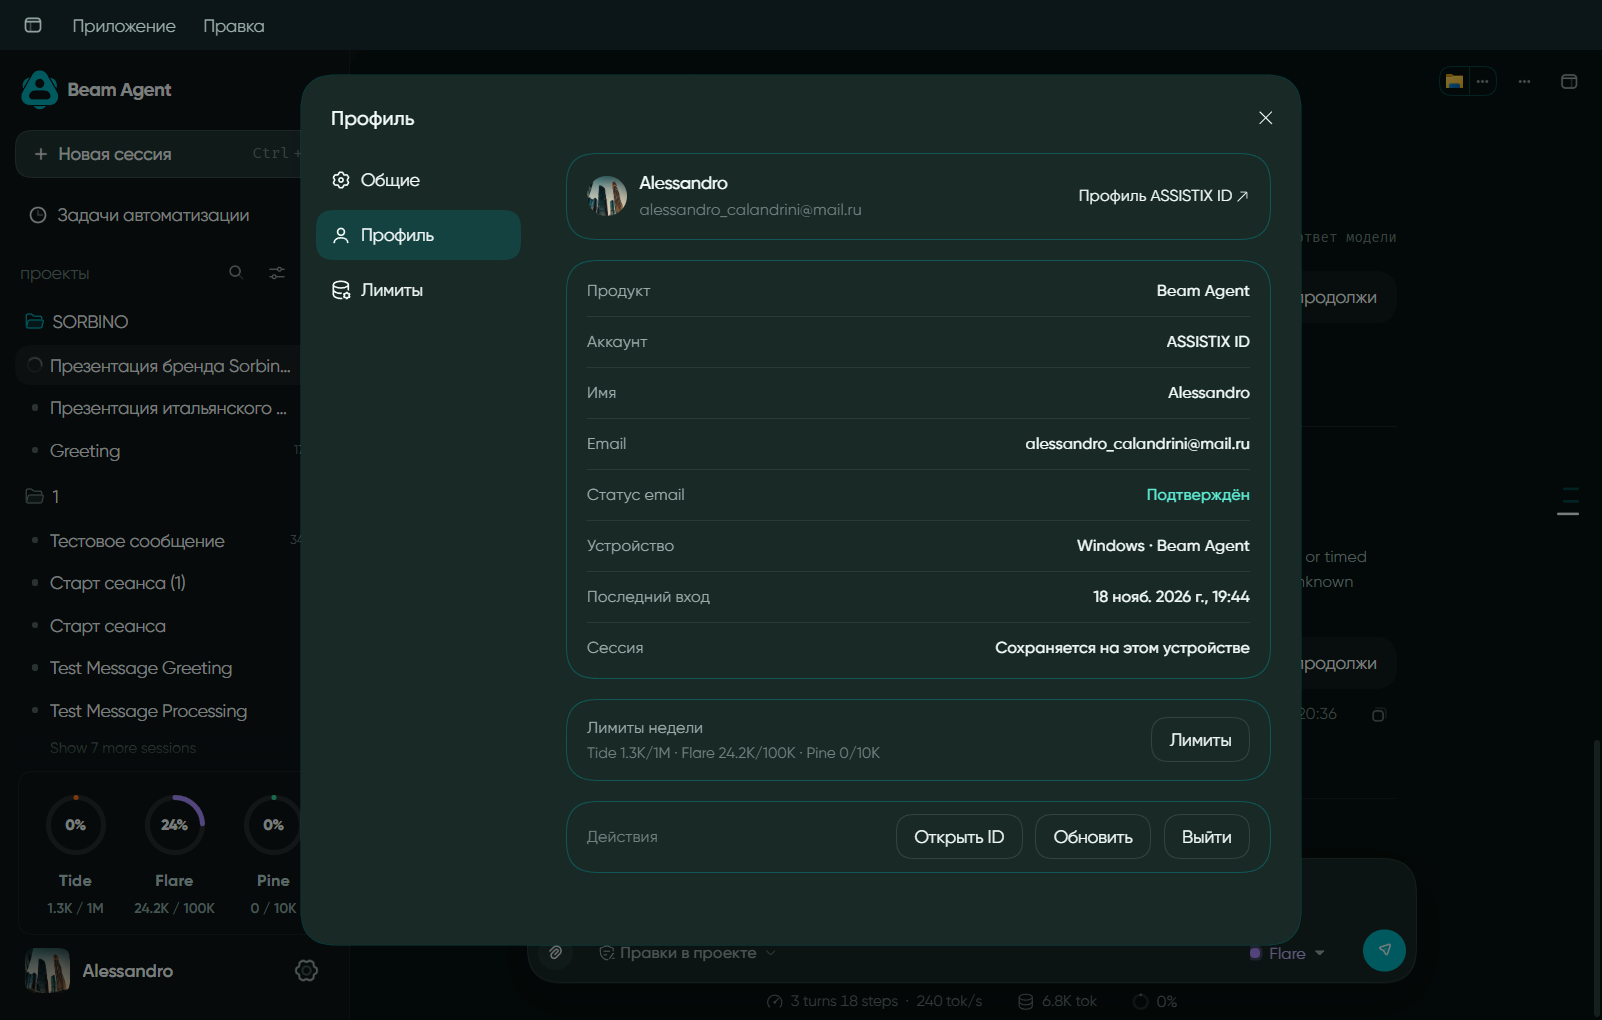 Приложение Правка
Beam Agent
+ Новая сессия Ctrl +
Задачи автоматизации
проекты
SORBINO
Презентация бренда Sorbin...
Презентация итальянского ...
Greeting
1
Тестовое сообщение
Старт сеанса (1)
Старт сеанса
Test Message Greeting
Test Message Processing
Show 7 more sessions
0% 24% 0%
Tide Flare Pine
1.3K / 1M 24.2K / 100K 0 / 10K
Alessandro
Профиль
Общие
Профиль
Лимиты
Alessandro
alessandro_calandrini@mail.ru
Профиль ASSISTIX ID ↗
Продукт Beam Agent
Аккаунт ASSISTIX ID
Имя Alessandro
Email alessandro_calandrini@mail.ru
Статус email Подтверждён
Устройство Windows · Beam Agent
Последний вход 18 нояб. 2026 г., 19:44
Сессия Сохраняется на этом устройстве
Лимиты недели
Tide 1.3K/1M · Flare 24.2K/100K · Pine 0/10K
Лимиты
Действия Открыть ID Обновить Выйти
ответ модели
продолжи
or timed
nknown
продолжи
20:36
Правки в проекте Flare
3 turns 18 steps · 240 tok/s 6.8K tok 0%